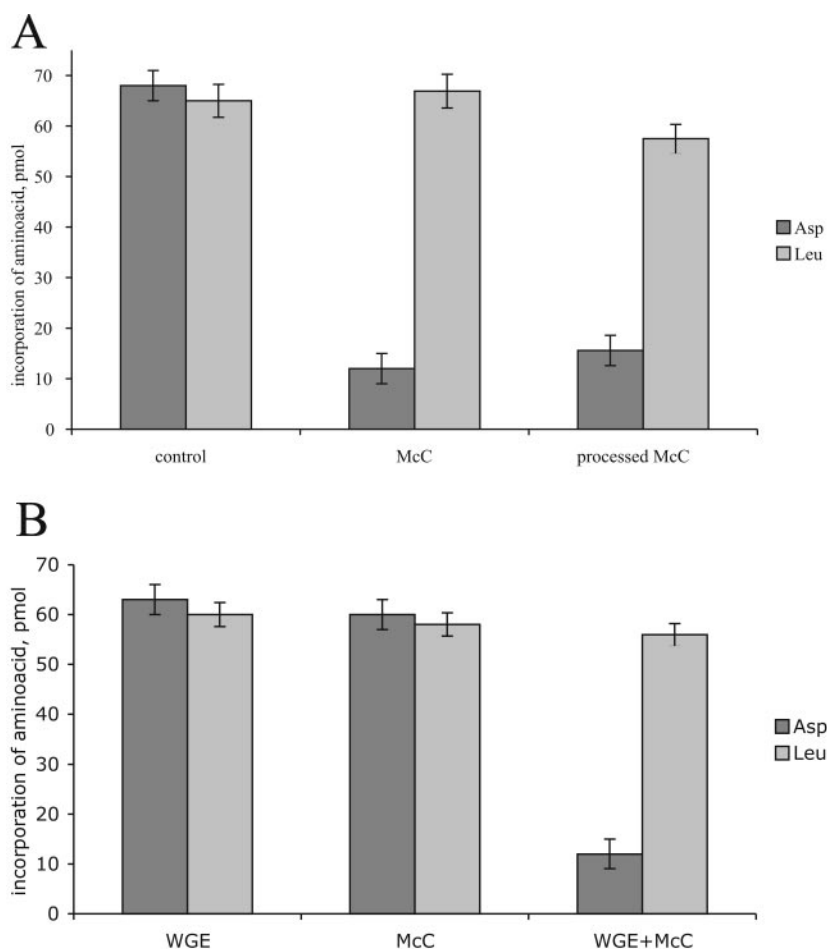 A
incorporation of aminoacid, pmol
70
60
50
40
30
20
10
0
control McC processed McC
Asp
Leu
B
incorporation of aminoacid, pmol
70
60
50
40
30
20
10
0
WGE McC WGE+McC
Asp
Leu